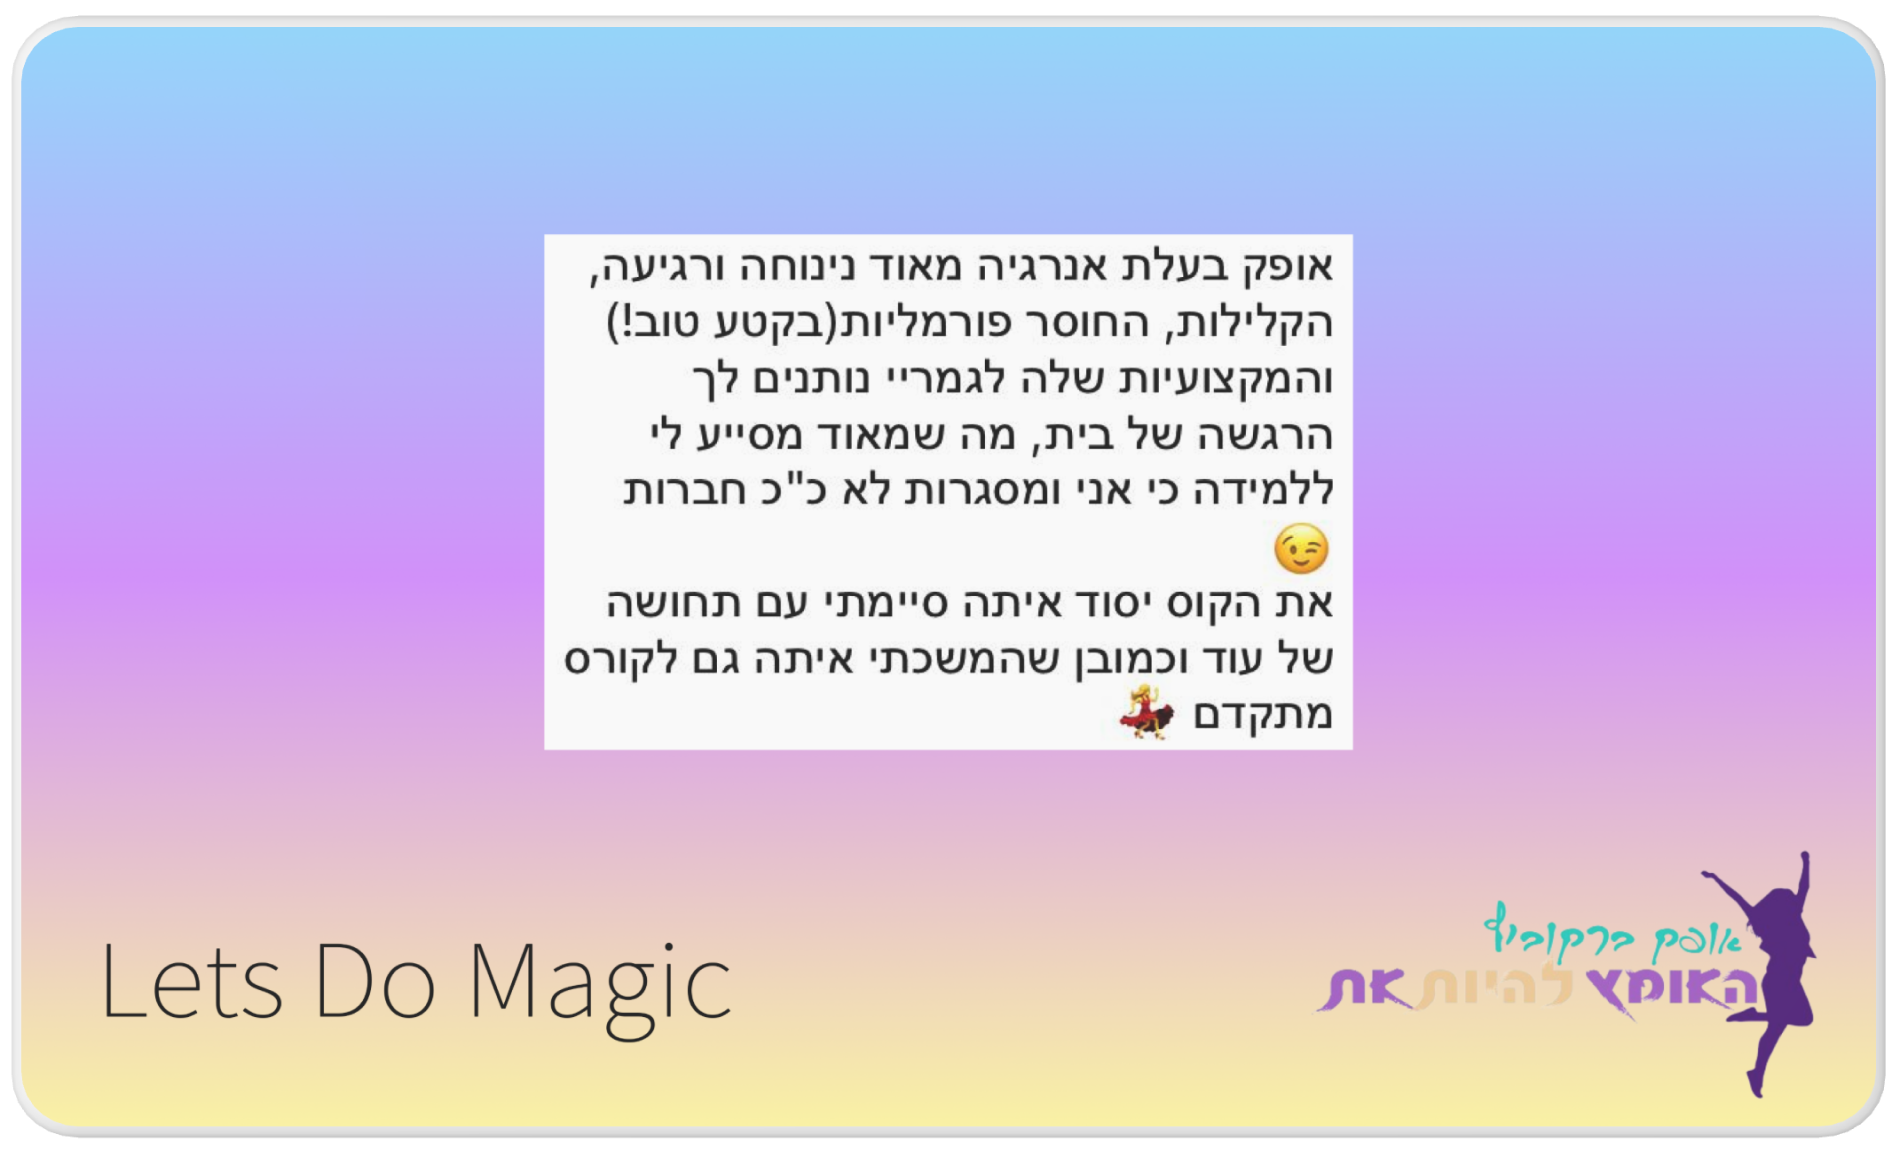 אופק בעלת אנרגיה מאוד נינוחה ורגיעה,
הקלילות, החוסר פורמליות(בקטע טוב!)
והמקצועיות שלה לגמריי נותנים לך
הרגשה של בית, מה שמאוד מסייע לי
ללמידה כי אני ומסגרות לא כ"כ חברות
😉
את הקוס יסוד איתה סיימתי עם תחושה
של עוד וכמובן שהמשכתי איתה גם לקורס
מתקדם 💃
אופק ברקוביץ
האומץ להיות את
Lets Do Magic